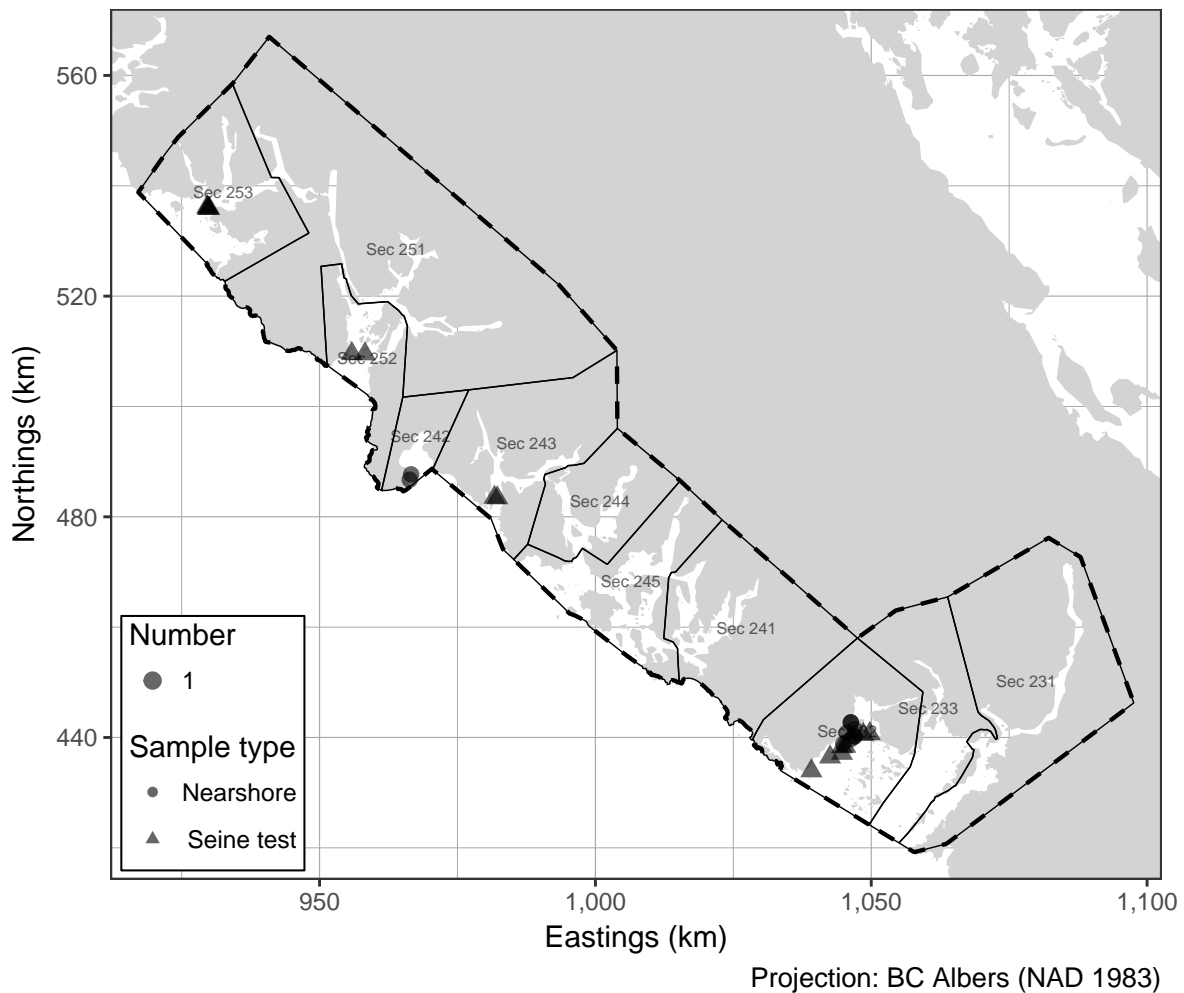 560
520
480
440
Northings (km)
Sec 253
Sec 251
Sec 252
Sec 242
Sec 243
Sec 244
Sec 245
Sec 241
Sec 231
Sec 233
Number
1
Sample type
Nearshore
Seine test
950
1,000
1,050
1,100
Eastings (km)
Projection: BC Albers (NAD 1983)